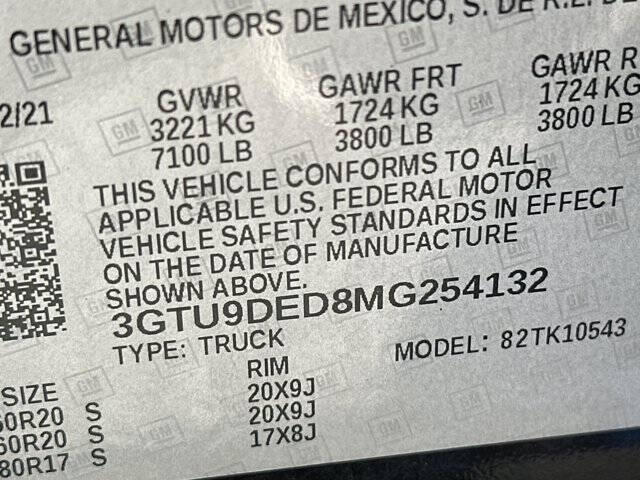 GENERAL MOTORS DE MEXICO, S. DE R.L. DE
2/21
GVWR GAWR FRT GAWR R
3221 KG 1724 KG 1724 KG
7100 LB 3800 LB 3800 LB
THIS VEHICLE CONFORMS TO ALL
APPLICABLE U.S. FEDERAL MOTOR
VEHICLE SAFETY STANDARDS IN EFFECT
ON THE DATE OF MANUFACTURE
SHOWN ABOVE.
3GTU9DED8MG254132
TYPE: TRUCK MODEL: 82TK10543
SIZE RIM
60R20 S 20X9J
60R20 S 20X9J
80R17 S 17X8J